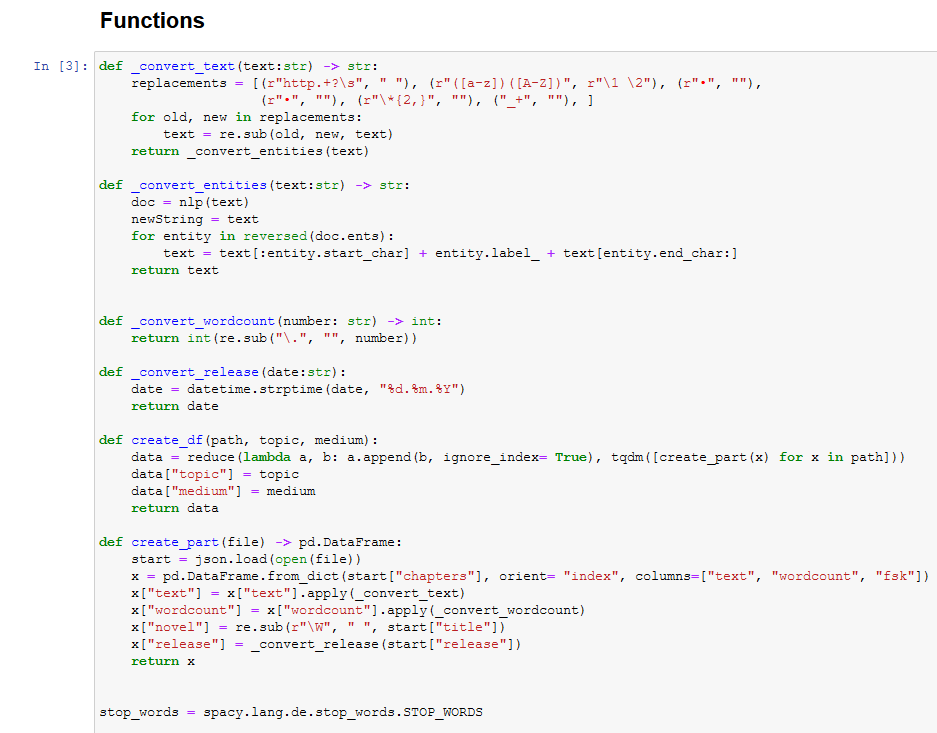 Functions
In [3]: def _convert_text(text:str) -> str:
    replacements = [(r"http.+?\s", " "), (r"([a-z])([A-Z])", r"\1 \2"), (r"•", ""),
                    (r"•", ""), (r"\*{2,}", ""), ("_+", ""), ]
    for old, new in replacements:
        text = re.sub(old, new, text)
    return _convert_entities(text)

def _convert_entities(text:str) -> str:
    doc = nlp(text)
    newString = text
    for entity in reversed(doc.ents):
        text = text[:entity.start_char] + entity.label_ + text[entity.end_char:]
    return text


def _convert_wordcount(number: str) -> int:
    return int(re.sub("\.", "", number))

def _convert_release(date:str):
    date = datetime.strptime(date, "%d.%m.%Y")
    return date

def create_df(path, topic, medium):
    data = reduce(lambda a, b: a.append(b, ignore_index= True), tqdm([create_part(x) for x in path]))
    data["topic"] = topic
    data["medium"] = medium
    return data

def create_part(file) -> pd.DataFrame:
    start = json.load(open(file))
    x = pd.DataFrame.from_dict(start["chapters"], orient= "index", columns=["text", "wordcount", "fsk"])
    x["text"] = x["text"].apply(_convert_text)
    x["wordcount"] = x["wordcount"].apply(_convert_wordcount)
    x["novel"] = re.sub(r"\W", " ", start["title"])
    x["release"] = _convert_release(start["release"])
    return x


stop_words = spacy.lang.de.stop_words.STOP_WORDS